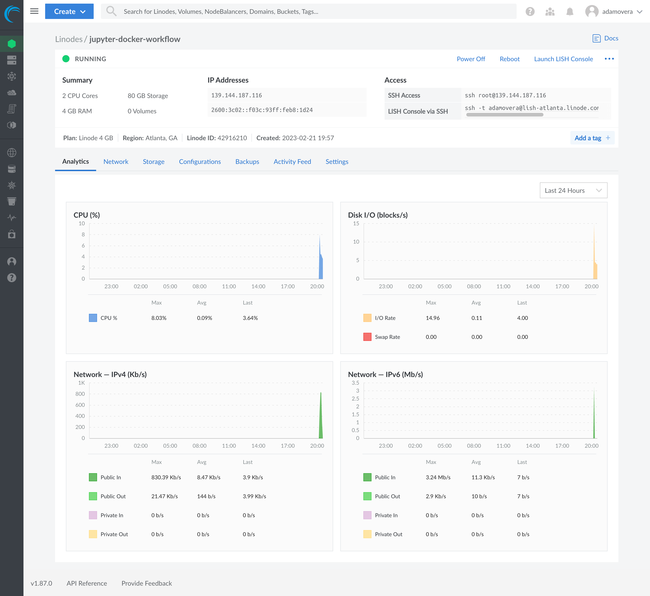 Create
Search for Linodes, Volumes, NodeBalancers, Domains, Buckets, Tags...
adamovera
Linodes / jupyter-docker-workflow
Docs
RUNNING
Power Off Reboot Launch LISH Console ...
Summary IP Addresses Access
2 CPU Cores 80 GB Storage 139.144.187.116 SSH Access ssh root@139.144.187.116
4 GB RAM 0 Volumes 2600:3c02::f03c:93ff:feb8:1d24 LISH Console via SSH ssh -t adamovera@lish-atlanta.linode.co
Plan: Linode 4 GB Region: Atlanta, GA Linode ID: 42916210 Created: 2023-02-21 19:57 Add a tag +
Analytics Network Storage Configurations Backups Activity Feed Settings
Last 24 Hours
CPU (%)
10
8
6
4
2
0
23:00 02:00 05:00 08:00 11:00 14:00 17:00 20:00
Max Avg Last
CPU % 8.03% 0.09% 3.64%
Disk I/O (blocks/s)
15
10
5
0
23:00 02:00 05:00 08:00 11:00 14:00 17:00 20:00
Max Avg Last
I/O Rate 14.96 0.11 4.00
Swap Rate 0.00 0.00 0.00
Network — IPv4 (Kb/s)
1K
800
600
400
200
0
23:00 02:00 05:00 08:00 11:00 14:00 17:00 20:00
Max Avg Last
Public In 830.39 Kb/s 8.47 Kb/s 3.9 Kb/s
Public Out 21.47 Kb/s 144 b/s 3.99 Kb/s
Private In 0 b/s 0 b/s 0 b/s
Private Out 0 b/s 0 b/s 0 b/s
Network — IPv6 (Mb/s)
3.5
3
2.5
2
1.5
1
0.5
0
23:00 02:00 05:00 08:00 11:00 14:00 17:00 20:00
Max Avg Last
Public In 3.24 Mb/s 11.3 Kb/s 7 b/s
Public Out 2.9 Kb/s 10 b/s 7 b/s
Private In 0 b/s 0 b/s 0 b/s
Private Out 0 b/s 0 b/s 0 b/s
v1.87.0 API Reference Provide Feedback